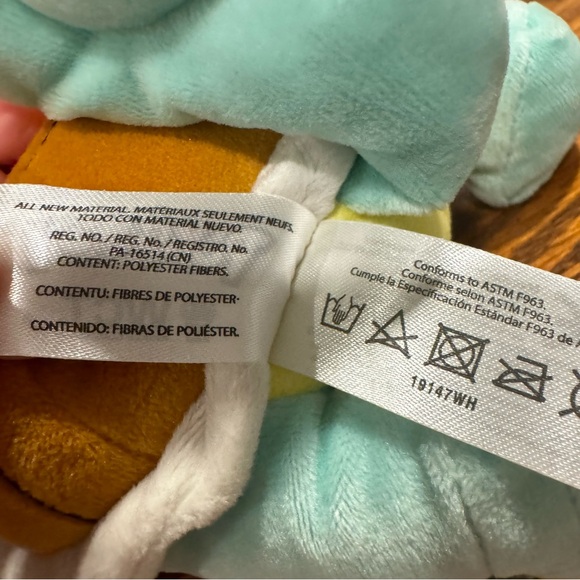 ALL NEW MATERIAL. MATÉRIAUX SEULEMENT NEUFS.
TODO CON MATERIAL NUEVO.
REG. NO./ REG. No./ REGISTRO. No.
PA-16514 (CN)
CONTENT: POLYESTER FIBERS.
CONTENTU: FIBRES DE POLYESTER·
CONTENIDO: FIBRAS DE POLIÉSTER.
Conforms to ASTM F963.
Conforme selon ASTM F963.
Cumple la Especificación Estándar F963 de A
19147WH